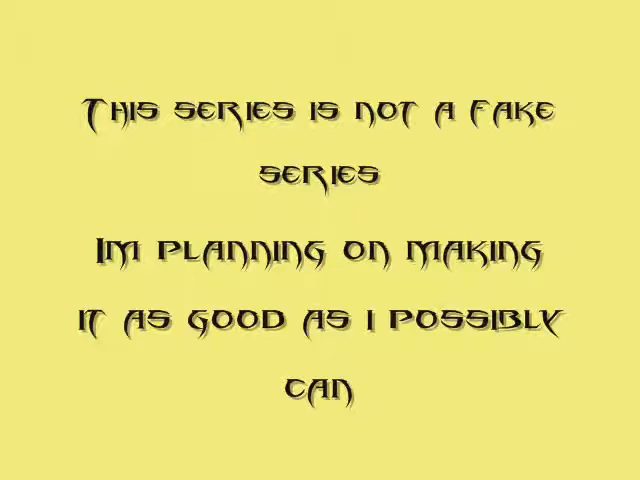 This series is not a fake
series
Im planning on making
it as good as i possibly
can